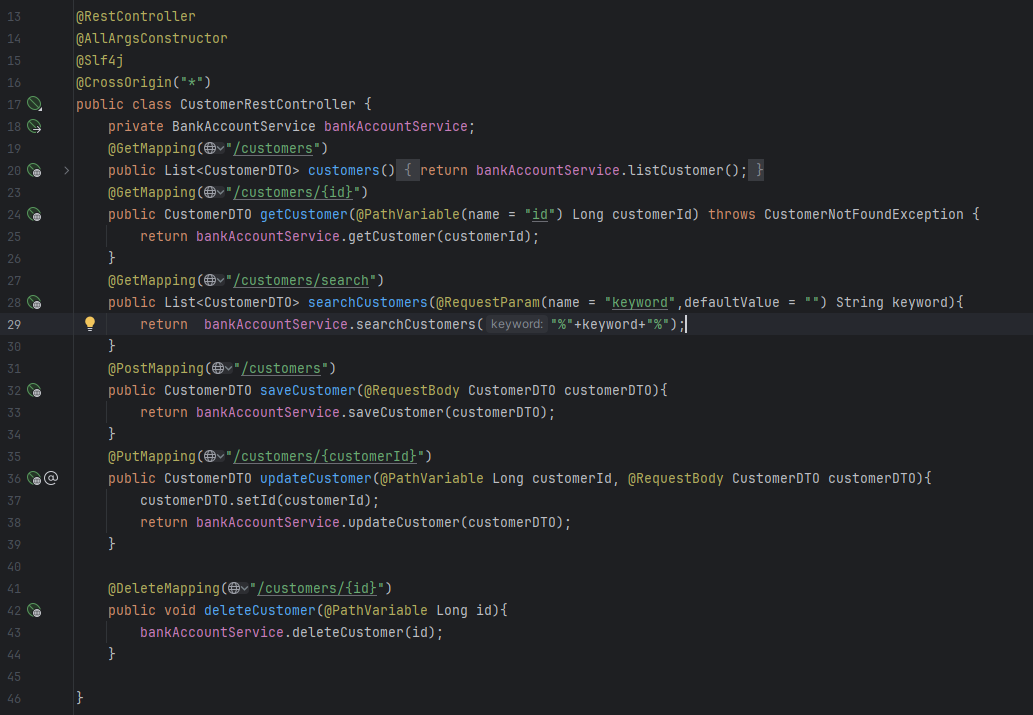 13 @RestController
14 @AllArgsConstructor
15 @Slf4j
16 @CrossOrigin("*")
17 public class CustomerRestController {
18     private BankAccountService bankAccountService;
19     @GetMapping("/customers")
20     public List<CustomerDTO> customers() { return bankAccountService.listCustomer(); }
23     @GetMapping("/customers/{id}")
24     public CustomerDTO getCustomer(@PathVariable(name = "id") Long customerId) throws CustomerNotFoundException {
25         return bankAccountService.getCustomer(customerId);
26     }
27     @GetMapping("/customers/search")
28     public List<CustomerDTO> searchCustomers(@RequestParam(name = "keyword",defaultValue = "") String keyword){
29         return  bankAccountService.searchCustomers( keyword: "%"+keyword+"%");
30     }
31     @PostMapping("/customers")
32     public CustomerDTO saveCustomer(@RequestBody CustomerDTO customerDTO){
33         return bankAccountService.saveCustomer(customerDTO);
34     }
35     @PutMapping("/customers/{customerId}")
36     public CustomerDTO updateCustomer(@PathVariable Long customerId, @RequestBody CustomerDTO customerDTO){
37         customerDTO.setId(customerId);
38         return bankAccountService.updateCustomer(customerDTO);
39     }
40
41     @DeleteMapping("/customers/{id}")
42     public void deleteCustomer(@PathVariable Long id){
43         bankAccountService.deleteCustomer(id);
44     }
45
46 }